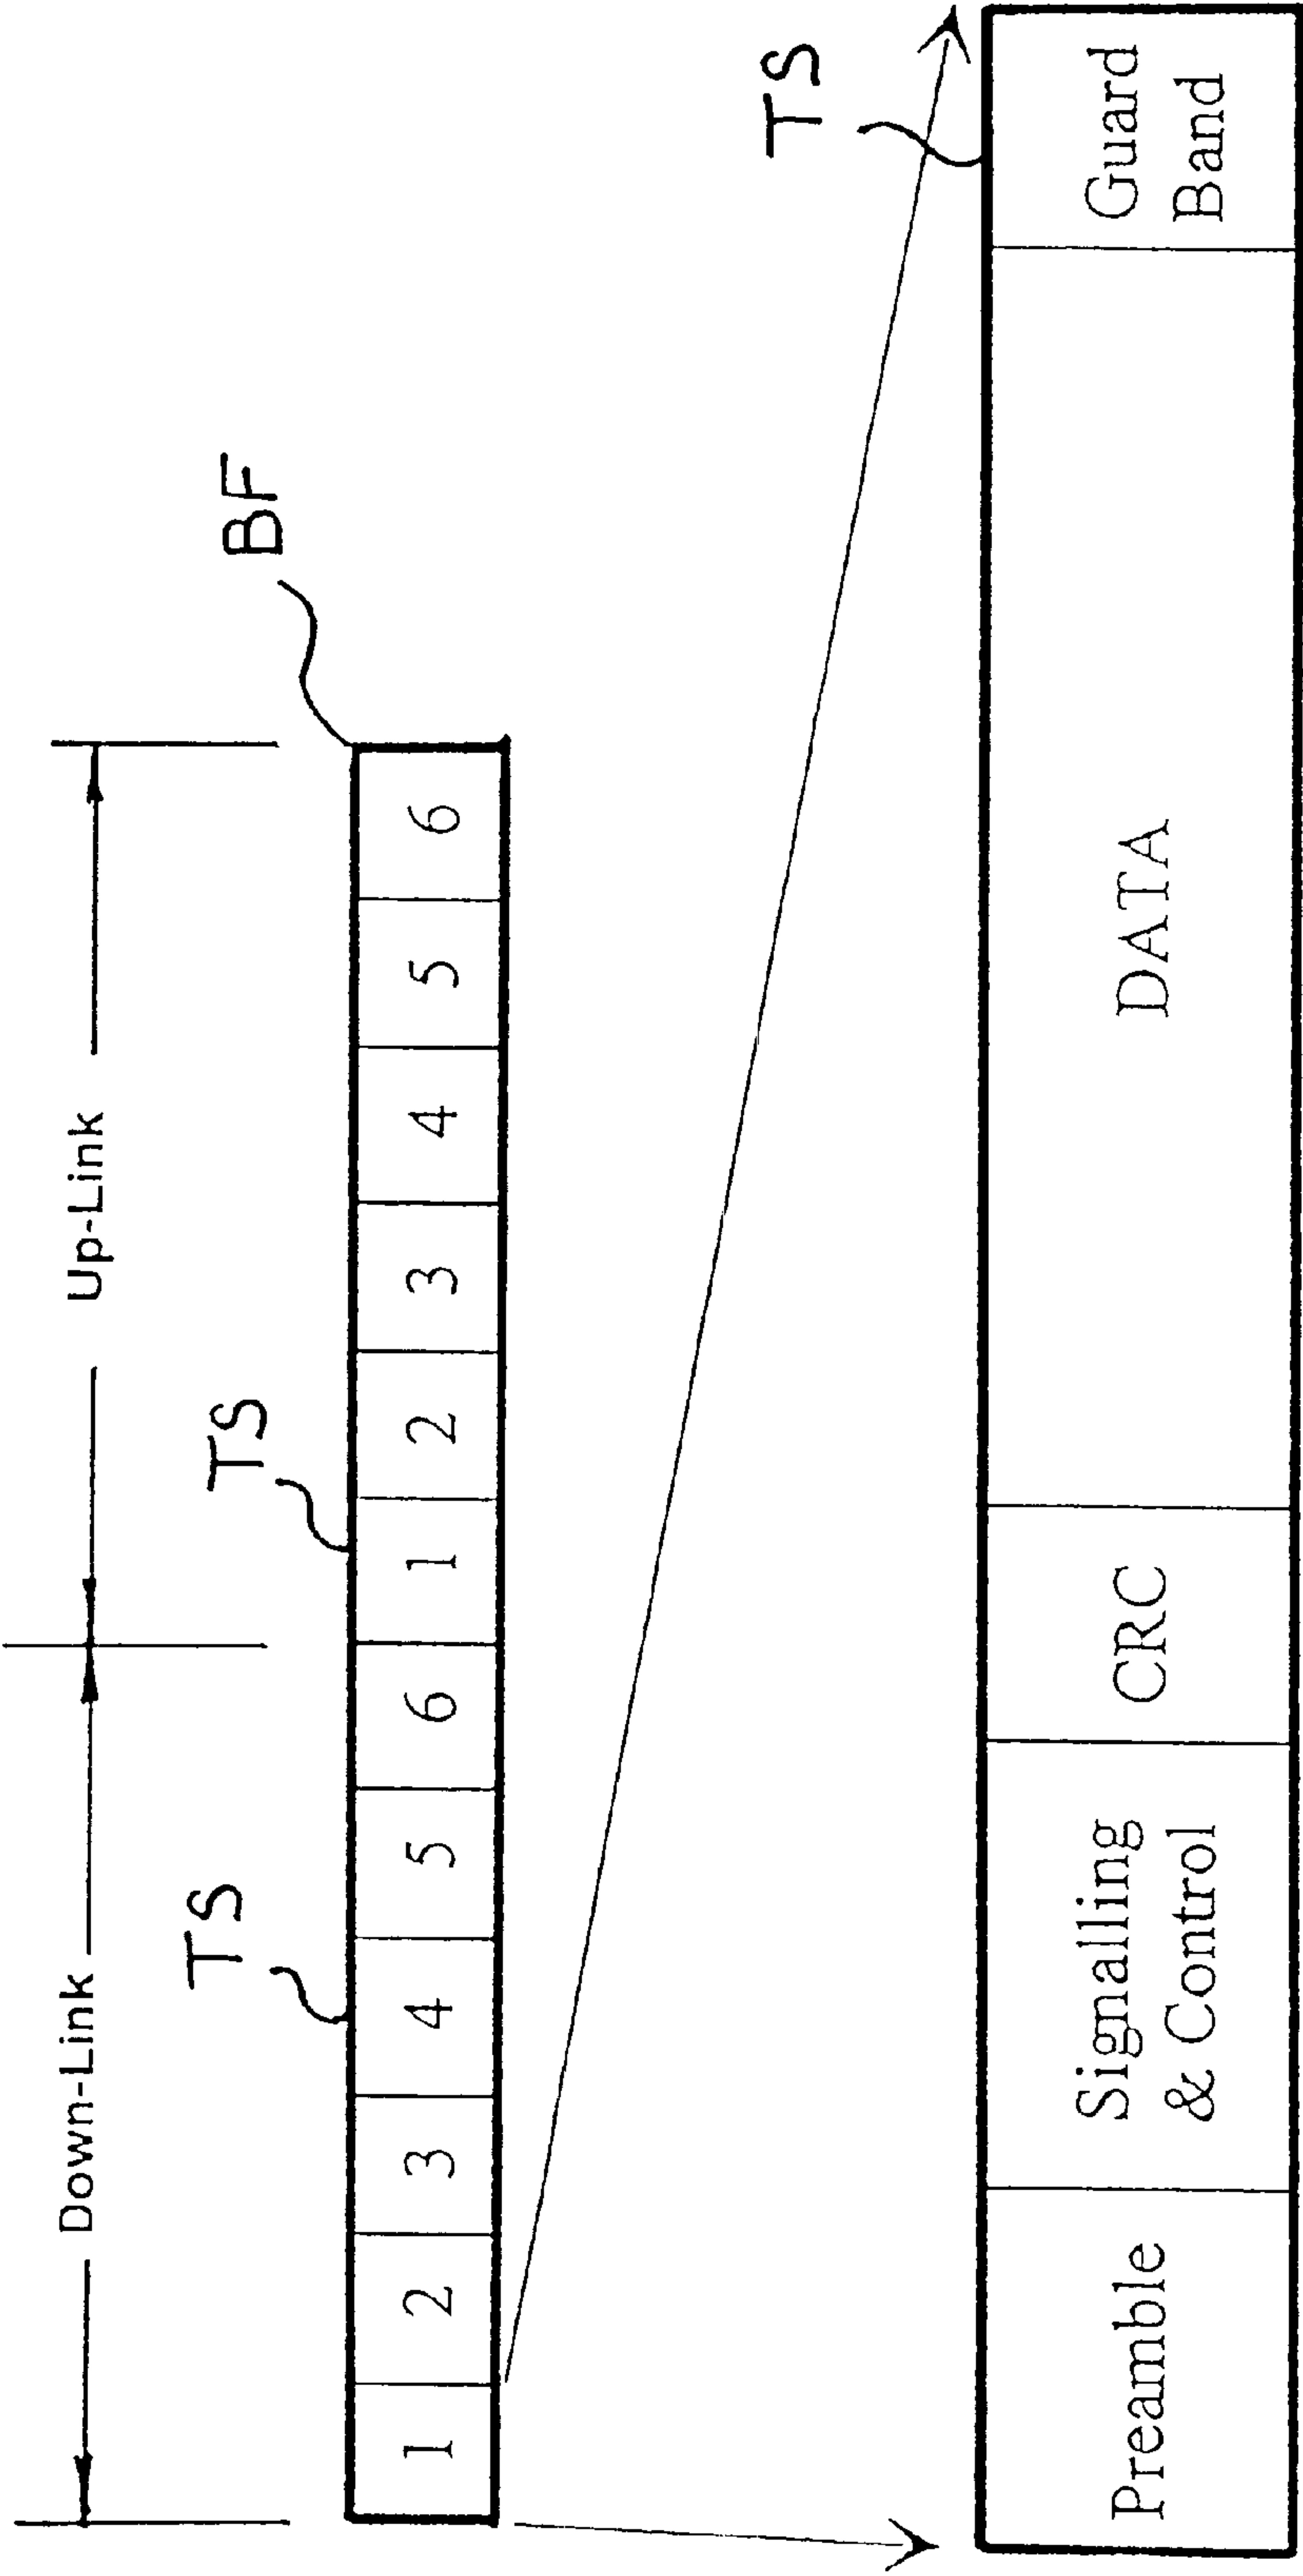 Down-Link
Up-Link
TS
TS
BF
1 2 3 4 5 6 1 2 3 4 5 6
TS
Preamble
Signalling
& Control
CRC
DATA
Guard
Band